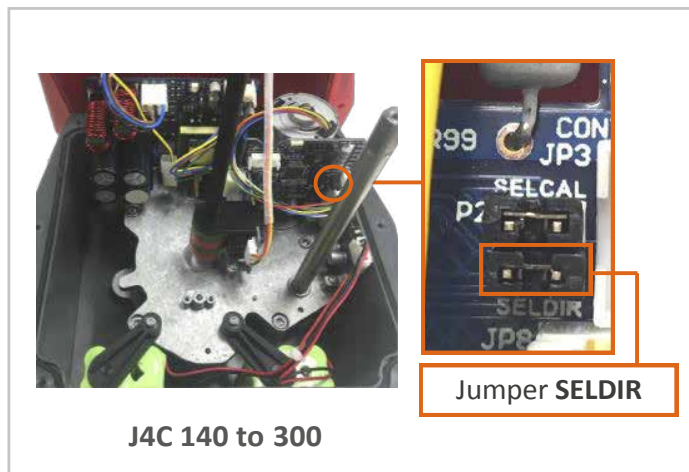 R99
CON
JP3
SELCAL
P2
SELDIR
JP8
Jumper SELDIR
J4C 140 to 300